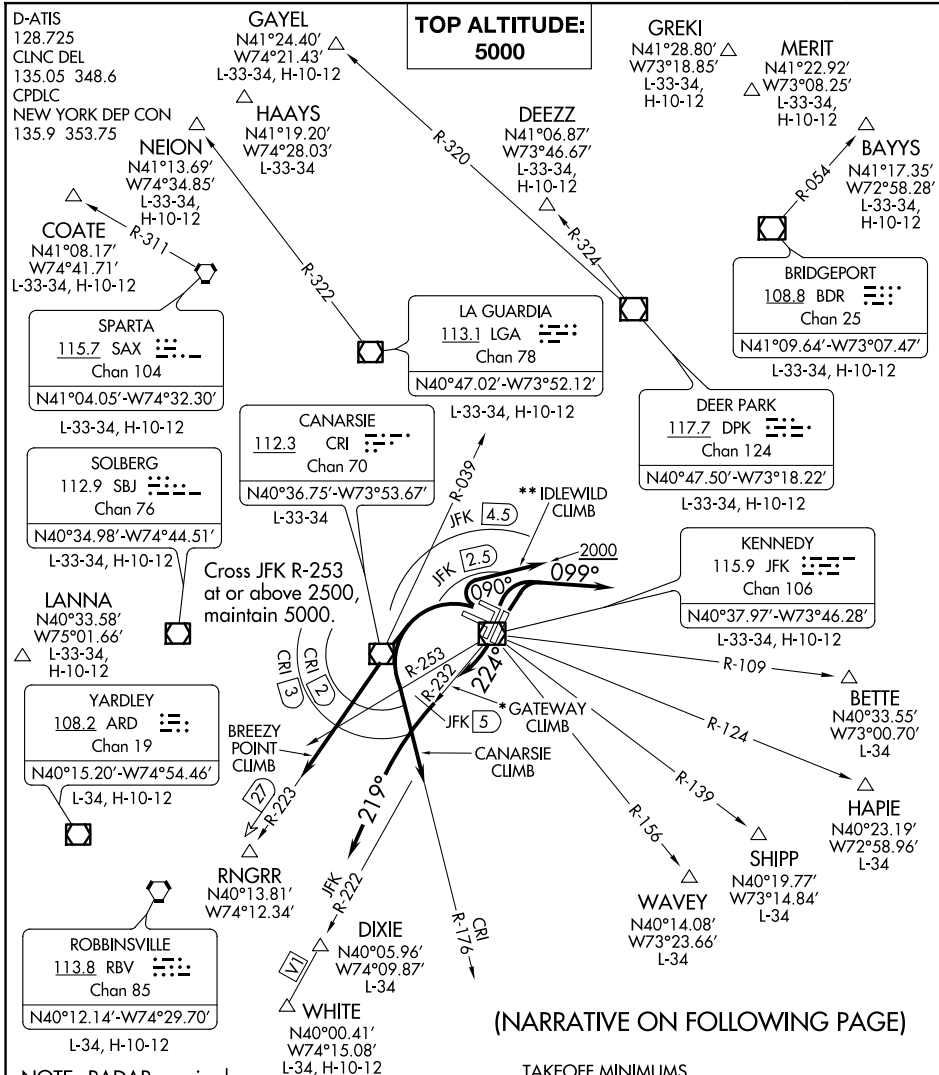 D-ATIS
128.725
CLNC DEL
135.05 348.6
CPDLC
NEW YORK DEP CON
135.9 353.75
GAYEL
N41°24.40′
W74°21.43′
L-33-34, H-10-12
TOP ALTITUDE:
5000
GREKI
N41°28.80′
W73°18.85′
L-33-34,
H-10-12
MERIT
N41°22.92′
W73°08.25′
L-33-34,
H-10-12
HAAYS
N41°19.20′
W74°28.03′
L-33-34
NEION
N41°13.69′
W74°34.85′
L-33-34,
H-10-12
DEEZZ
N41°06.87′
W73°46.67′
L-33-34,
H-10-12
BAYYS
N41°17.35′
W72°58.28′
L-33-34,
H-10-12
COATE
N41°08.17′
W74°41.71′
L-33-34, H-10-12
R-311
R-322
R-320
R-324
R-054
SPARTA
115.7 SAX
Chan 104
N41°04.05′-W74°32.30′
L-33-34, H-10-12
LA GUARDIA
113.1 LGA
Chan 78
N40°47.02′-W73°52.12′
L-33-34, H-10-12
BRIDGEPORT
108.8 BDR
Chan 25
N41°09.64′-W73°07.47′
L-33-34, H-10-12
DEER PARK
117.7 DPK
Chan 124
N40°47.50′-W73°18.22′
L-33-34, H-10-12
CANARSIE
112.3 CRI
Chan 70
N40°36.75′-W73°53.67′
L-33-34
SOLBERG
112.9 SBJ
Chan 76
N40°34.98′-W74°44.51′
L-33-34, H-10-12
R-039
JFK 4.5
JFK 2.5
** IDLEWILD
CLIMB
2000
090°
099°
KENNEDY
115.9 JFK
Chan 106
N40°37.97′-W73°46.28′
L-33-34, H-10-12
Cross JFK R-253
at or above 2500,
maintain 5000.
LANNA
N40°33.58′
W75°01.66′
L-33-34,
H-10-12
CRI 3
CRI 2
R-253
R-232
224°
*GATEWAY
CLIMB
JFK 5
CANARSIE
CLIMB
R-109
R-124
R-139
R-156
BETTE
N40°33.55′
W73°00.70′
L-34
HAPIE
N40°23.19′
W72°58.96′
L-34
SHIPP
N40°19.77′
W73°14.84′
L-34
WAVEY
N40°14.08′
W73°23.66′
L-34
YARDLEY
108.2 ARD
Chan 19
N40°15.20′-W74°54.46′
L-34, H-10-12
BREEZY
POINT
CLIMB
27
R-223
219°
RNGRR
N40°13.81′
W74°12.34′
JFK
R-222
CRI
R-176
DIXIE
N40°05.96′
W74°09.87′
L-34
V1
ROBBINSVILLE
113.8 RBV
Chan 85
N40°12.14′-W74°29.70′
L-34, H-10-12
WHITE
N40°00.41′
W74°15.08′
L-34, H-10-12
(NARRATIVE ON FOLLOWING PAGE)